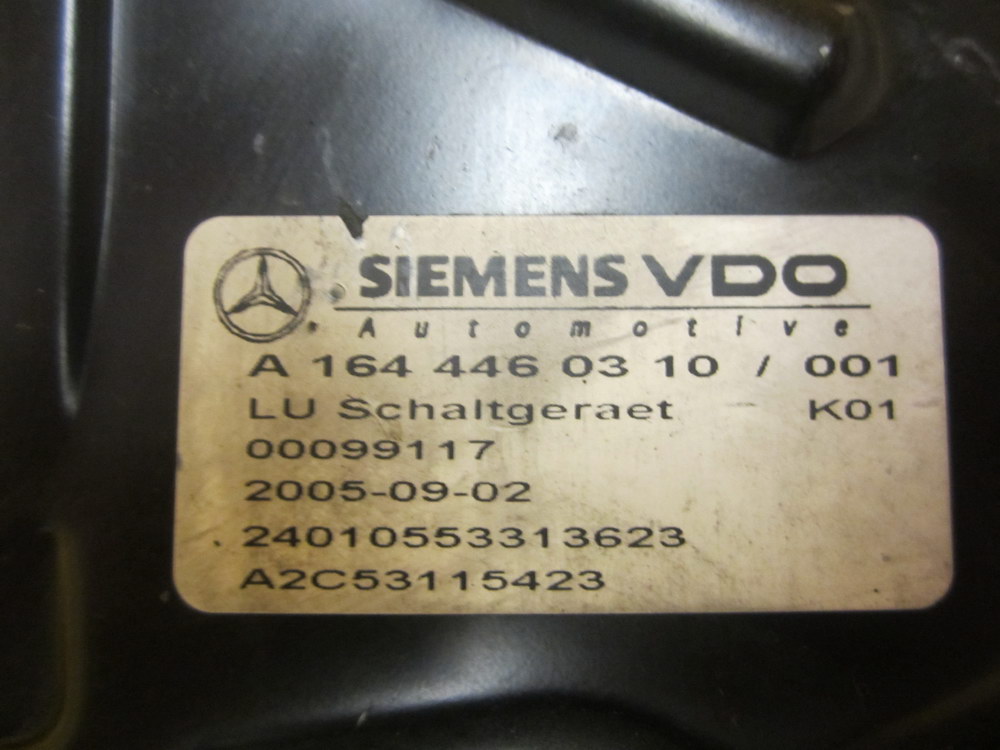 SIEMENS VDO
Automotive
A 164 446 03 10 / 001
LU Schaltgeraet K01
00099117
2005-09-02
24010553313623
A2C53115423